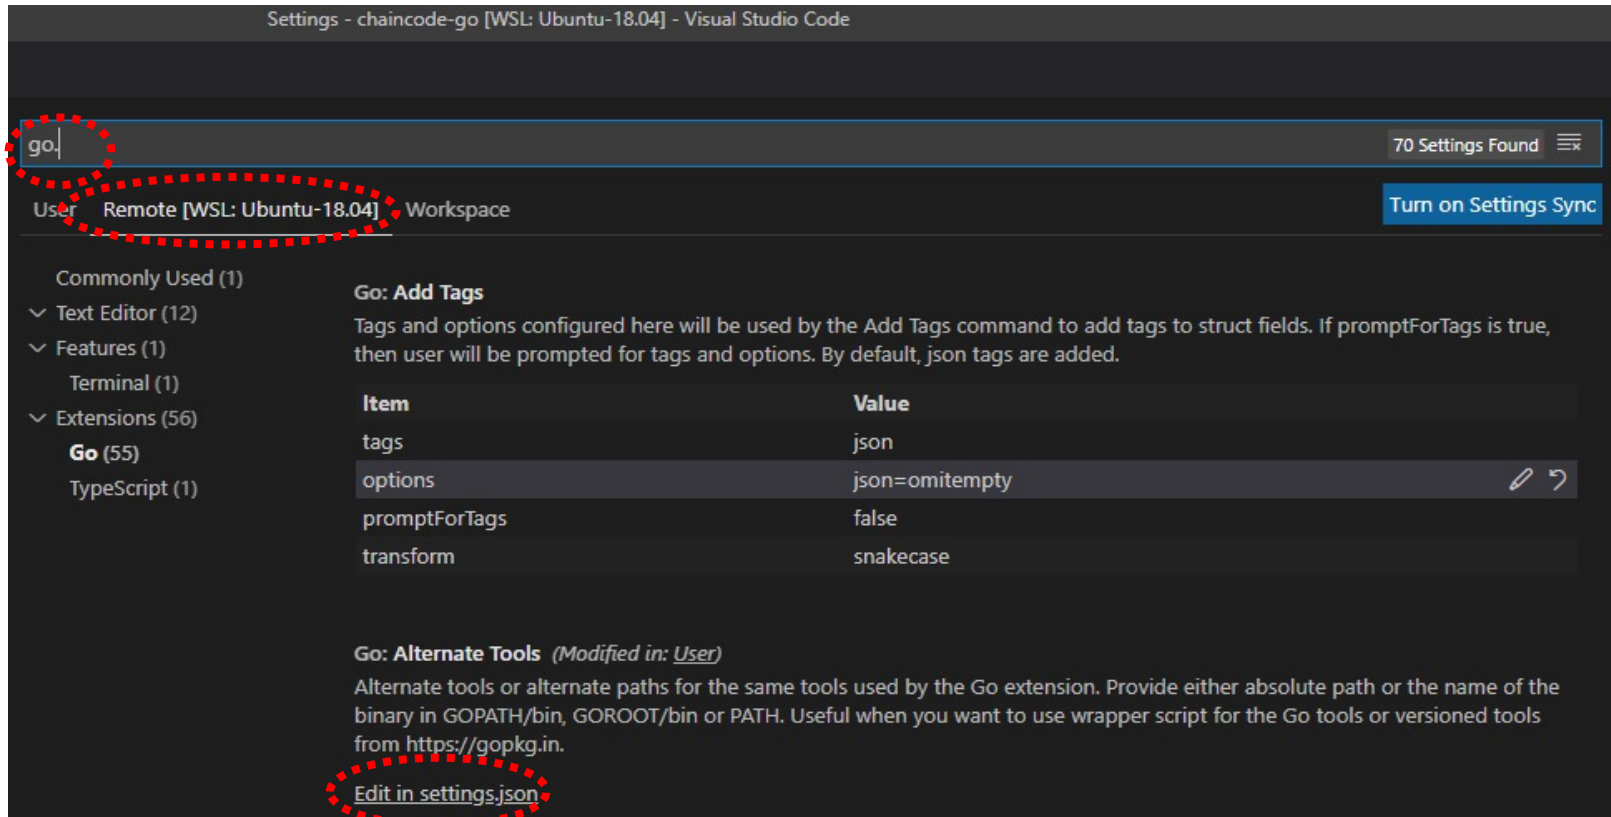 Settings - chaincode-go [WSL: Ubuntu-18.04] - Visual Studio Code
go.
70 Settings Found
User Remote [WSL: Ubuntu-18.04] Workspace
Turn on Settings Sync
Commonly Used (1)
Text Editor (12)
Features (1)
Terminal (1)
Extensions (56)
Go (55)
TypeScript (1)
Go: Add Tags
Tags and options configured here will be used by the Add Tags command to add tags to struct fields. If promptForTags is true,
then user will be prompted for tags and options. By default, json tags are added.
Item Value
tags json
options json=omitempty
promptForTags false
transform snakecase
Go: Alternate Tools (Modified in: User)
Alternate tools or alternate paths for the same tools used by the Go extension. Provide either absolute path or the name of the
binary in GOPATH/bin, GOROOT/bin or PATH. Useful when you want to use wrapper script for the Go tools or versioned tools
from https://gopkg.in.
Edit in settings.json